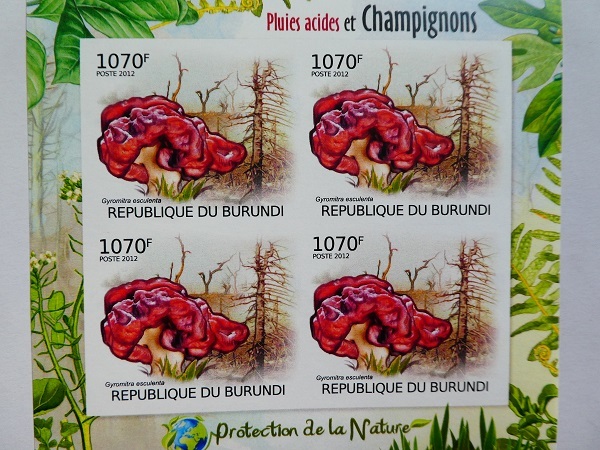 Pluies acides et Champignons
1070F
POSTE 2012
Gyromitra esculenta
REPUBLIQUE DU BURUNDI
1070F
POSTE 2012
Gyromitra esculenta
REPUBLIQUE DU BURUNDI
1070F
POSTE 2012
Gyromitra esculenta
REPUBLIQUE DU BURUNDI
1070F
POSTE 2012
Gyromitra esculenta
REPUBLIQUE DU BURUNDI
Protection de la Nature